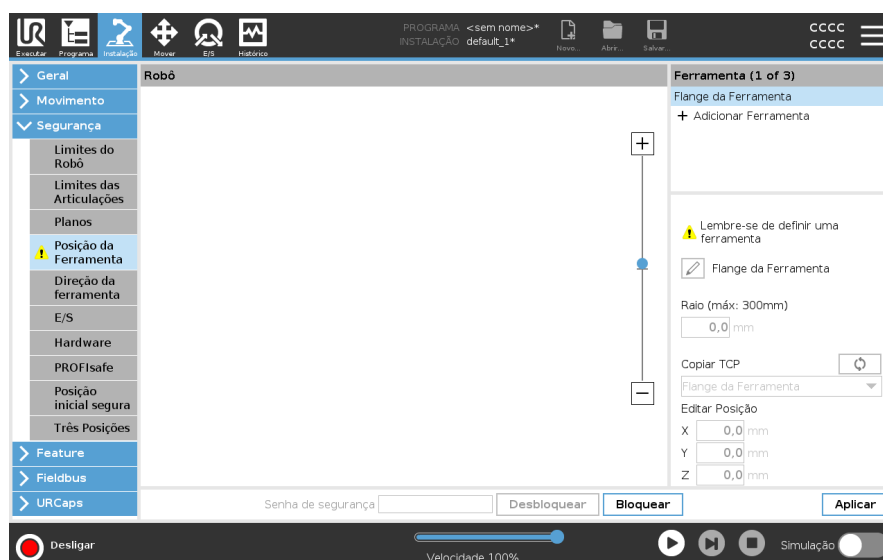 Executar
Programa
Instalação
Mover
E/S
Histórico
PROGRAMA <sem nome>*
INSTALAÇÃO default_1*
Novo...
Abrir...
Salvar...
cccc
cccc
Geral
Movimento
Segurança
Limites do
Robô
Limites das
Articulações
Planos
Posição da
Ferramenta
Direção da
ferramenta
E/S
Hardware
PROFIsafe
Posição
inicial segura
Três Posições
Feature
Fieldbus
URCaps
Robô
Ferramenta (1 of 3)
Flange da Ferramenta
+ Adicionar Ferramenta
Lembre-se de definir uma
ferramenta
Flange da Ferramenta
Raio (máx: 300mm)
0,0 mm
Copiar TCP
Flange da Ferramenta
Editar Posição
X 0,0 mm
Y 0,0 mm
Z 0,0 mm
Senha de segurança
Desbloquear
Bloquear
Aplicar
Desligar
Velocidade 100%
Simulação